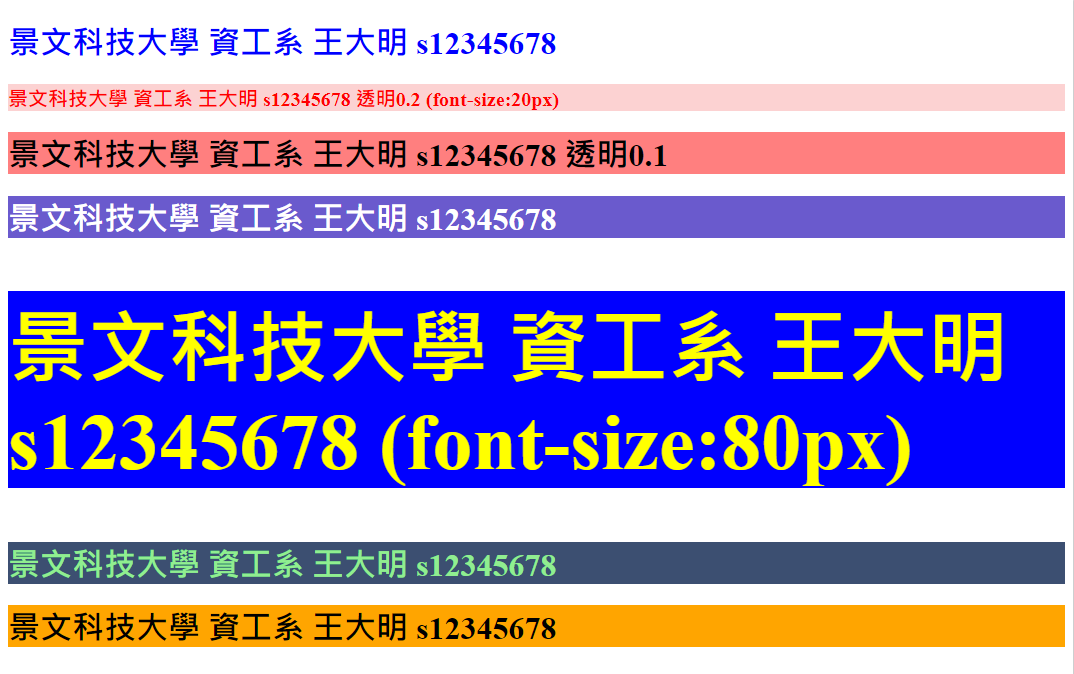 景文科技大學 資工系 王大明 s12345678
景文科技大學 資工系 王大明 s12345678 透明0.2 (font-size:20px)
景文科技大學 資工系 王大明 s12345678 透明0.1
景文科技大學 資工系 王大明 s12345678
景文科技大學 資工系 王大明
s12345678 (font-size:80px)
景文科技大學 資工系 王大明 s12345678
景文科技大學 資工系 王大明 s12345678